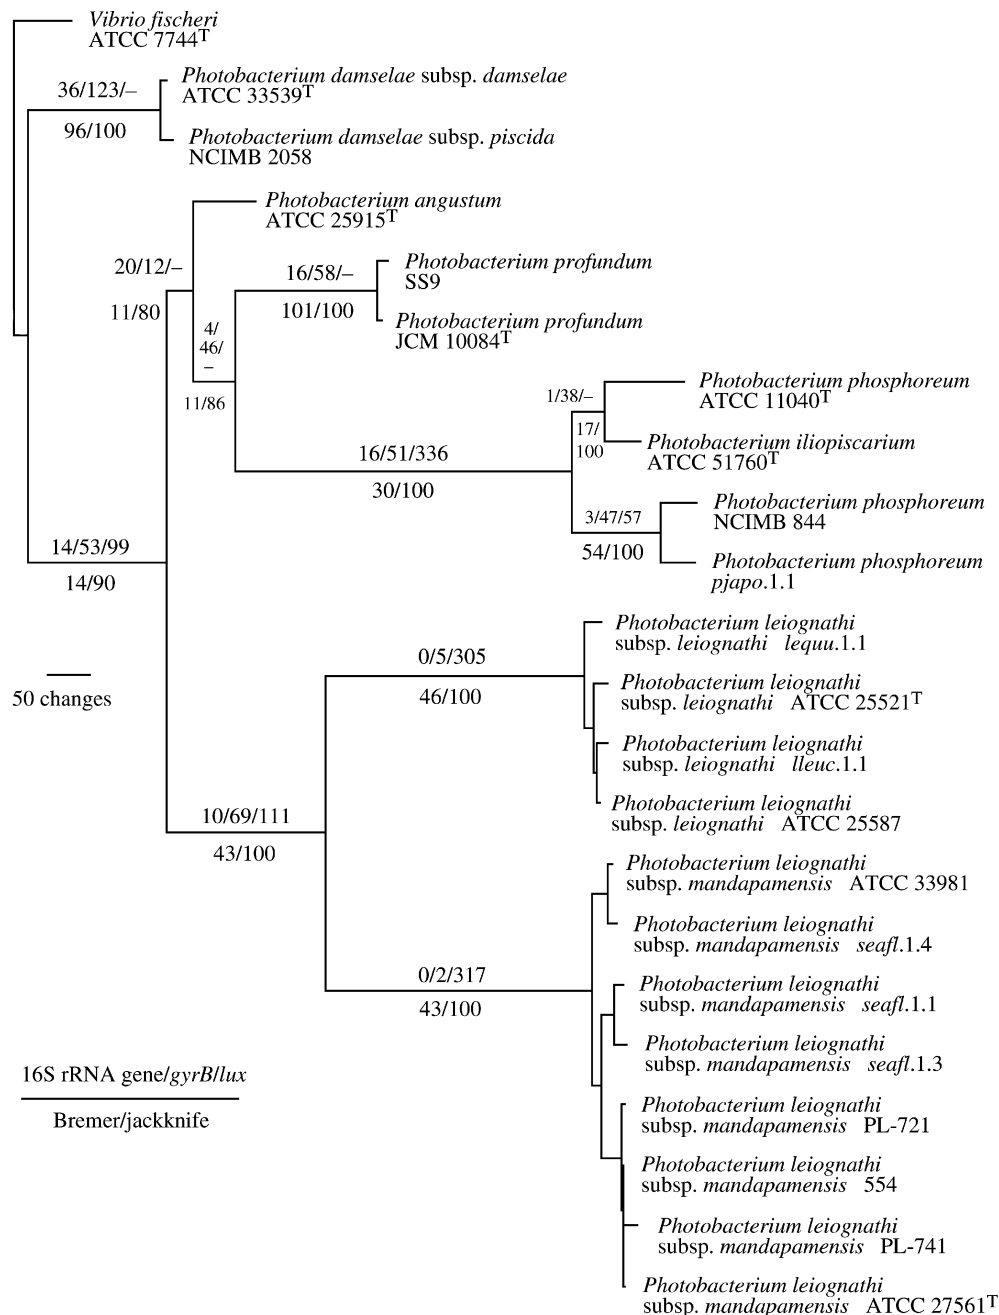 Vibrio fischeri
ATCC 7744T
Photobacterium damselae subsp. damselae
ATCC 33539T
36/123/–
96/100
Photobacterium damselae subsp. piscida
NCIMB 2058
Photobacterium angustum
ATCC 25915T
20/12/–
11/80
Photobacterium profundum
SS9
16/58/–
101/100
Photobacterium profundum
JCM 10084T
4/
46/
–
11/86
Photobacterium phosphoreum
ATCC 11040T
1/38/–
17/
100
Photobacterium iliopiscarium
ATCC 51760T
16/51/336
30/100
Photobacterium phosphoreum
NCIMB 844
3/47/57
54/100
Photobacterium phosphoreum
pjapo.1.1
14/53/99
14/90
Photobacterium leiognathi
subsp. leiognathi lequu.1.1
0/5/305
46/100
50 changes
Photobacterium leiognathi
subsp. leiognathi ATCC 25521T
Photobacterium leiognathi
subsp. leiognathi lleuc.1.1
Photobacterium leiognathi
subsp. leiognathi ATCC 25587
10/69/111
43/100
Photobacterium leiognathi
subsp. mandapamensis ATCC 33981
Photobacterium leiognathi
subsp. mandapamensis seafl.1.4
0/2/317
43/100
Photobacterium leiognathi
subsp. mandapamensis seafl.1.1
Photobacterium leiognathi
subsp. mandapamensis seafl.1.3
16S rRNA gene/gyrB/lux
Bremer/jackknife
Photobacterium leiognathi
subsp. mandapamensis PL-721
Photobacterium leiognathi
subsp. mandapamensis 554
Photobacterium leiognathi
subsp. mandapamensis PL-741
Photobacterium leiognathi
subsp. mandapamensis ATCC 27561T